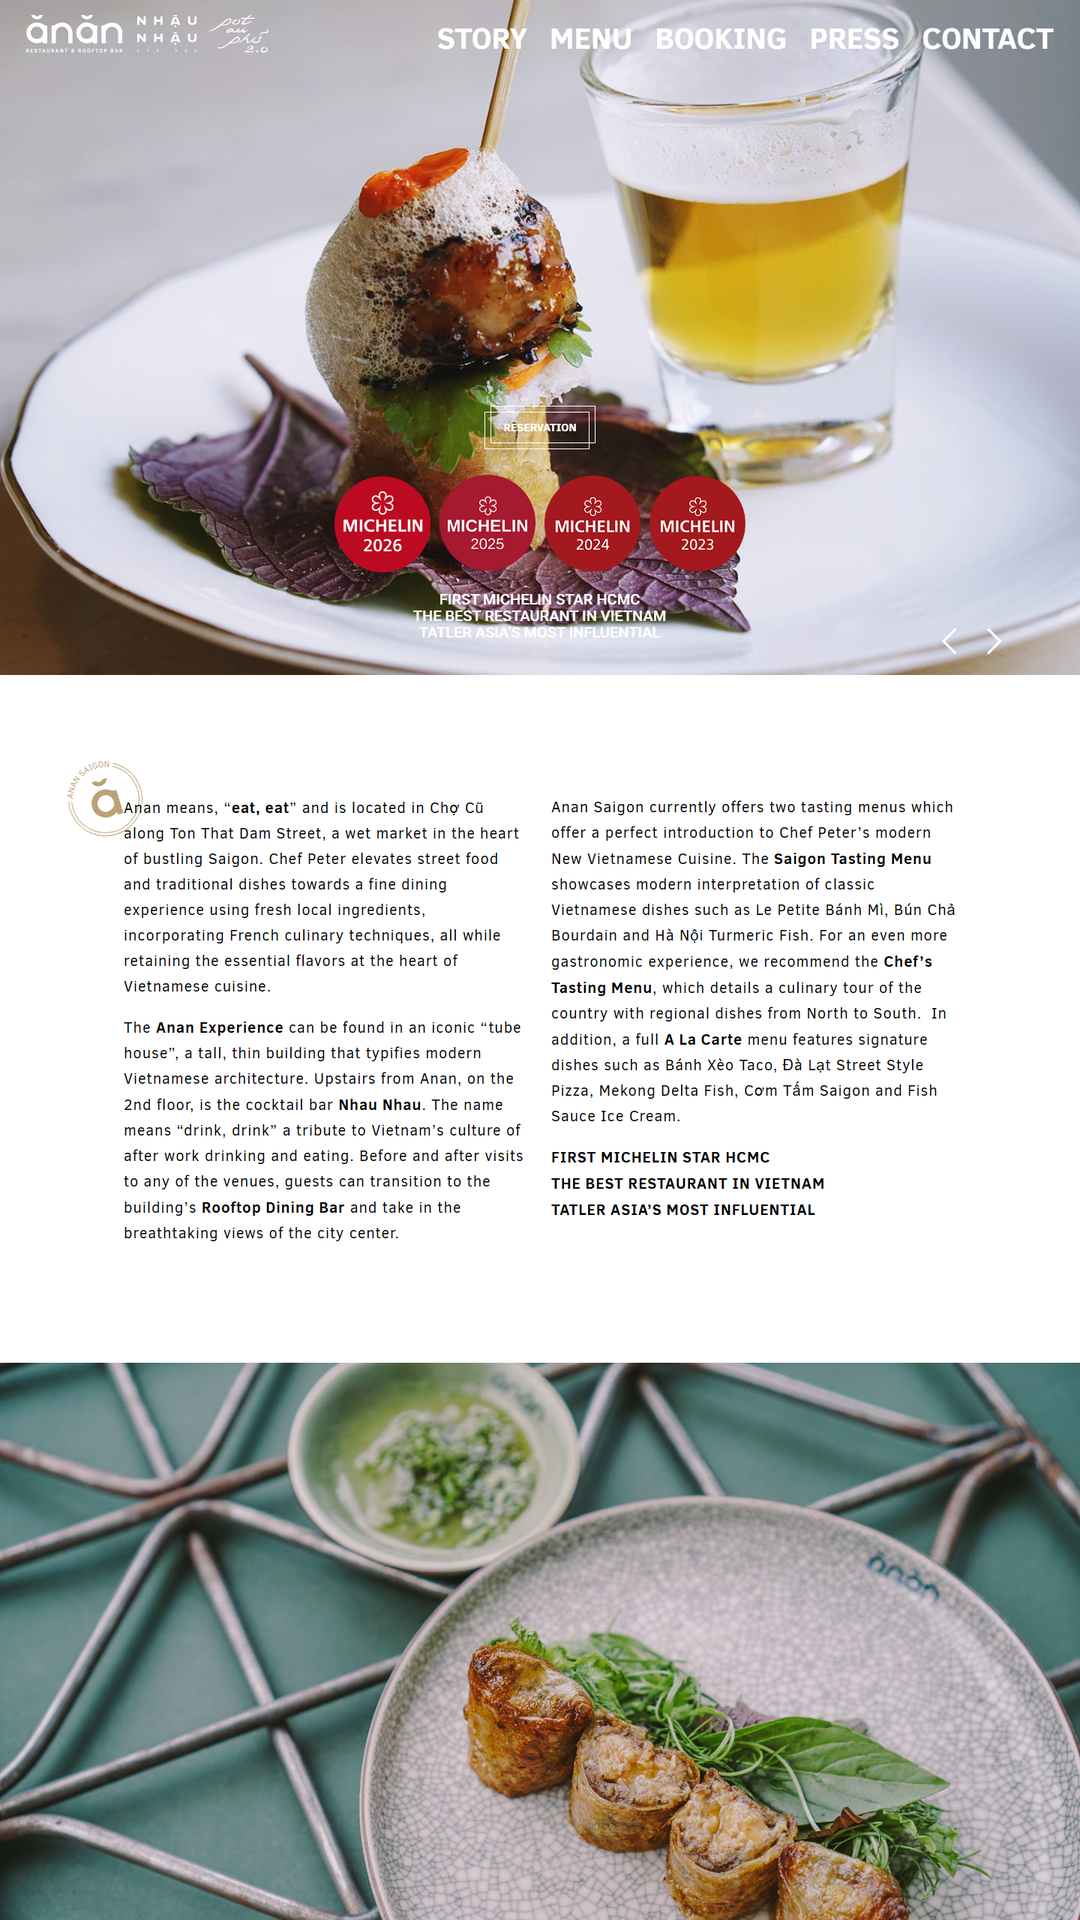 ănăn
RESTAURANT & ROOFTOP BAR
NHẬU
NHẬU
pot
au
phở
2.0
STORY MENU BOOKING PRESS CONTACT
RESERVATION
MICHELIN
2026
MICHELIN
2025
MICHELIN
2024
MICHELIN
2023
FIRST MICHELIN STAR HCMC
THE BEST RESTAURANT IN VIETNAM
TATLER ASIA'S MOST INFLUENTIAL
ANAN SAIGON
ă
Anan means, “eat, eat” and is located in Chợ Cũ
along Ton That Dam Street, a wet market in the heart
of bustling Saigon. Chef Peter elevates street food
and traditional dishes towards a fine dining
experience using fresh local ingredients,
incorporating French culinary techniques, all while
retaining the essential flavors at the heart of
Vietnamese cuisine.
The Anan Experience can be found in an iconic “tube
house”, a tall, thin building that typifies modern
Vietnamese architecture. Upstairs from Anan, on the
2nd floor, is the cocktail bar Nhau Nhau. The name
means “drink, drink” a tribute to Vietnam’s culture of
after work drinking and eating. Before and after visits
to any of the venues, guests can transition to the
building’s Rooftop Dining Bar and take in the
breathtaking views of the city center.
Anan Saigon currently offers two tasting menus which
offer a perfect introduction to Chef Peter’s modern
New Vietnamese Cuisine. The Saigon Tasting Menu
showcases modern interpretation of classic
Vietnamese dishes such as Le Petite Bánh Mì, Bún Chả
Bourdain and Hà Nội Turmeric Fish. For an even more
gastronomic experience, we recommend the Chef’s
Tasting Menu, which details a culinary tour of the
country with regional dishes from North to South.  In
addition, a full A La Carte menu features signature
dishes such as Bánh Xèo Taco, Đà Lạt Street Style
Pizza, Mekong Delta Fish, Cơm Tấm Saigon and Fish
Sauce Ice Cream.
FIRST MICHELIN STAR HCMC
THE BEST RESTAURANT IN VIETNAM
TATLER ASIA’S MOST INFLUENTIAL
ănăn
ănăn